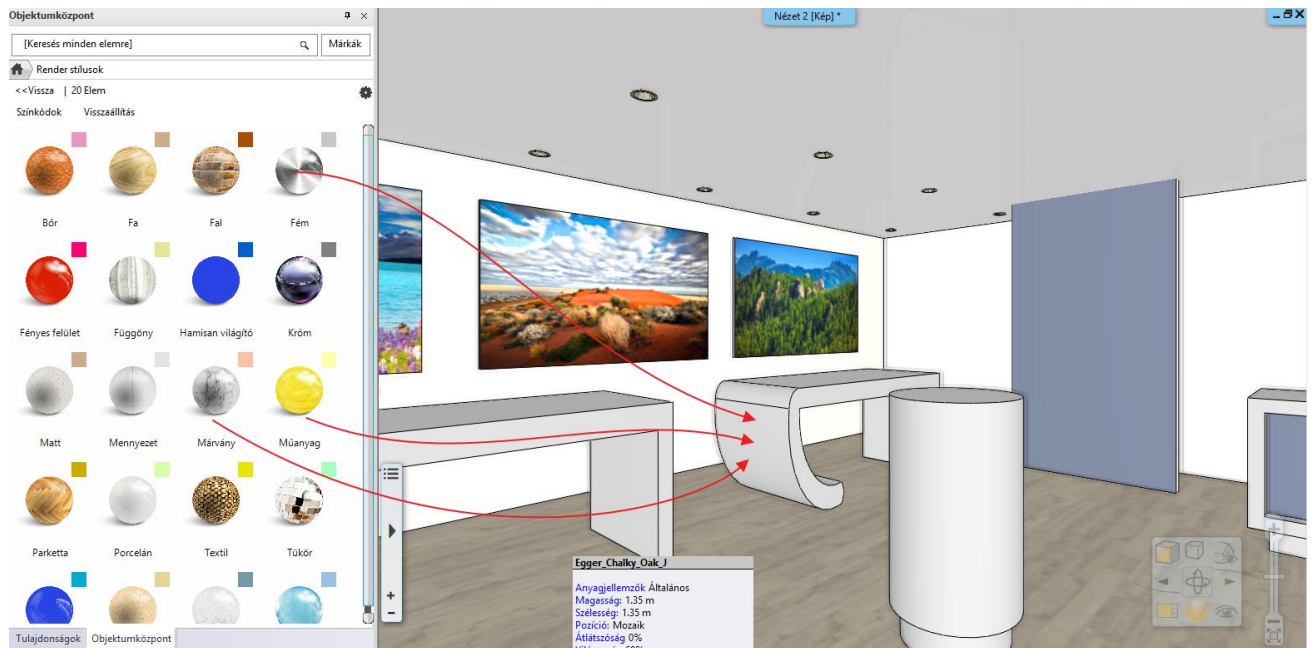 Objektumközpont
[Keresés minden elemre]
Márkák
Render stílusok
<<Vissza | 20 Elem
Színkódok Visszaállítás
Bőr Fa Fal Fém
Fényes felület Függöny Hamisan világító Króm
Matt Mennyezet Márvány Műanyag
Parketta Porcelán Textil Tükör
Tulajdonságok Objektumközpont
Nézet 2 [Kép] *
Egger_Chalky_Oak_J
Anyagjellemzők Általános
Magasság: 1.35 m
Szélesség: 1.35 m
Pozíció: Mozaik
Átlátszóság 0%